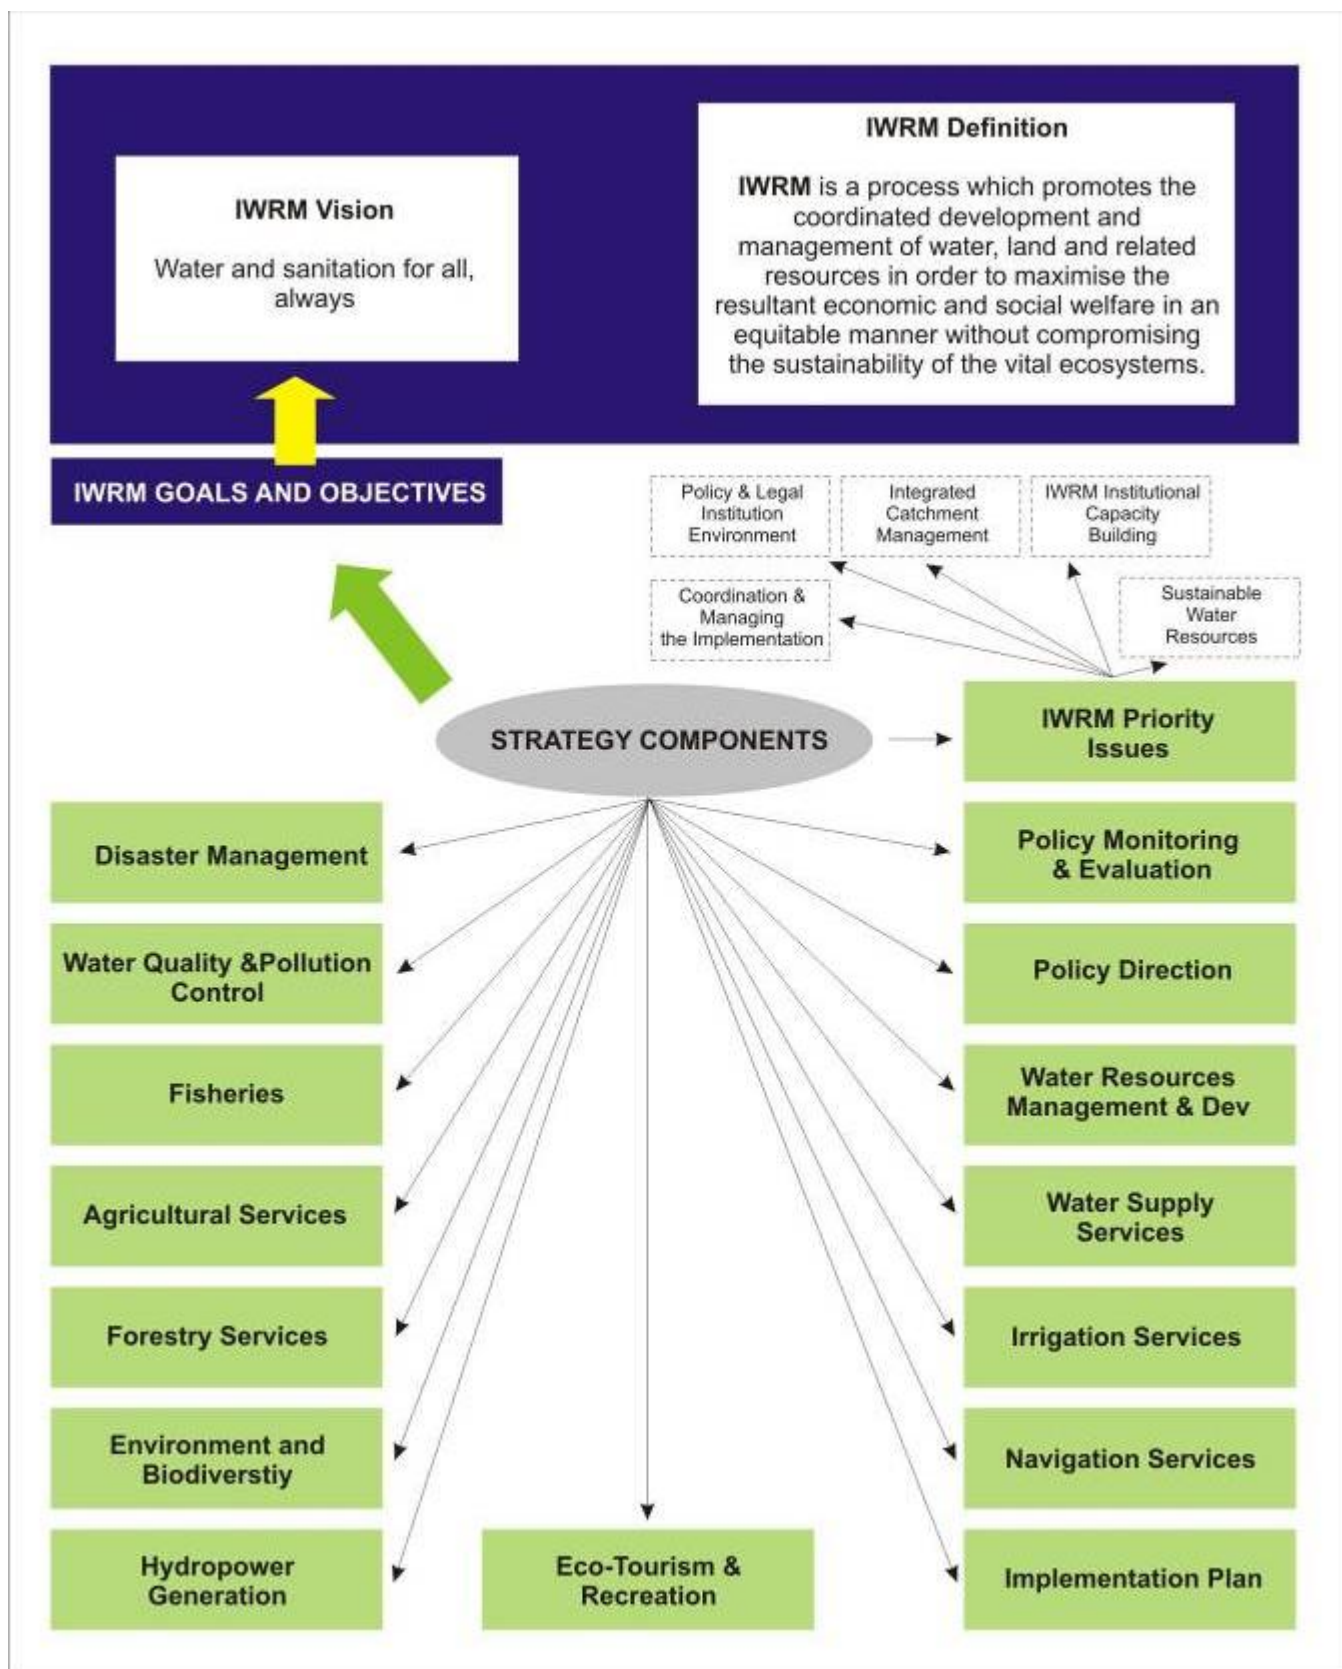 IWRM Vision
Water and sanitation for all,
always
IWRM Definition
IWRM is a process which promotes the
coordinated development and
management of water, land and related
resources in order to maximise the
resultant economic and social welfare in an
equitable manner without compromising
the sustainability of the vital ecosystems.
IWRM GOALS AND OBJECTIVES
Policy & Legal
Institution
Environment
Integrated
Catchment
Management
IWRM Institutional
Capacity
Building
Coordination &
Managing
the Implementation
Sustainable
Water
Resources
STRATEGY COMPONENTS
IWRM Priority
Issues
Disaster Management
Policy Monitoring
& Evaluation
Water Quality &Pollution
Control
Policy Direction
Fisheries
Water Resources
Management & Dev
Agricultural Services
Water Supply
Services
Forestry Services
Irrigation Services
Environment and
Biodiverstiy
Navigation Services
Hydropower
Generation
Eco-Tourism &
Recreation
Implementation Plan